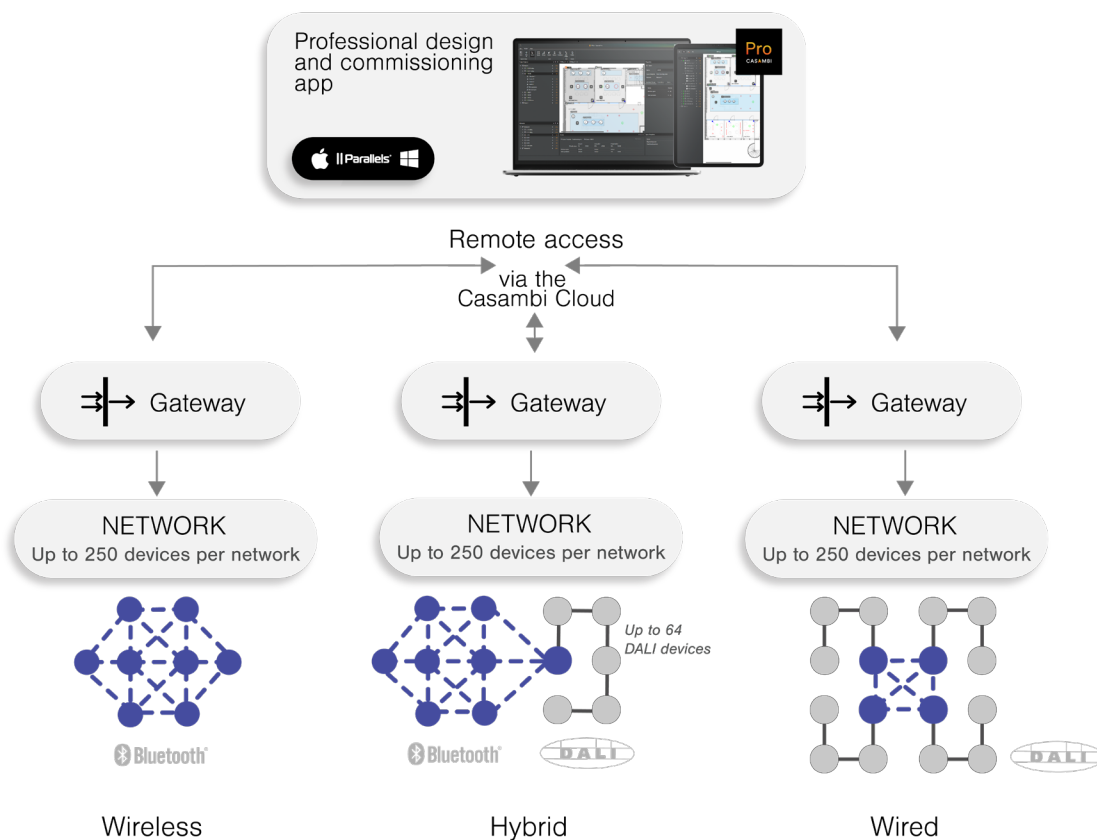 Professional design
and commissioning
app
Pro
CASAMBI
Parallels®
Remote access
via the
Casambi Cloud
Gateway
Gateway
Gateway
NETWORK
Up to 250 devices per network
NETWORK
Up to 250 devices per network
NETWORK
Up to 250 devices per network
Up to 64
DALI devices
Bluetooth®
Bluetooth®
DALI
DALI
Wireless
Hybrid
Wired